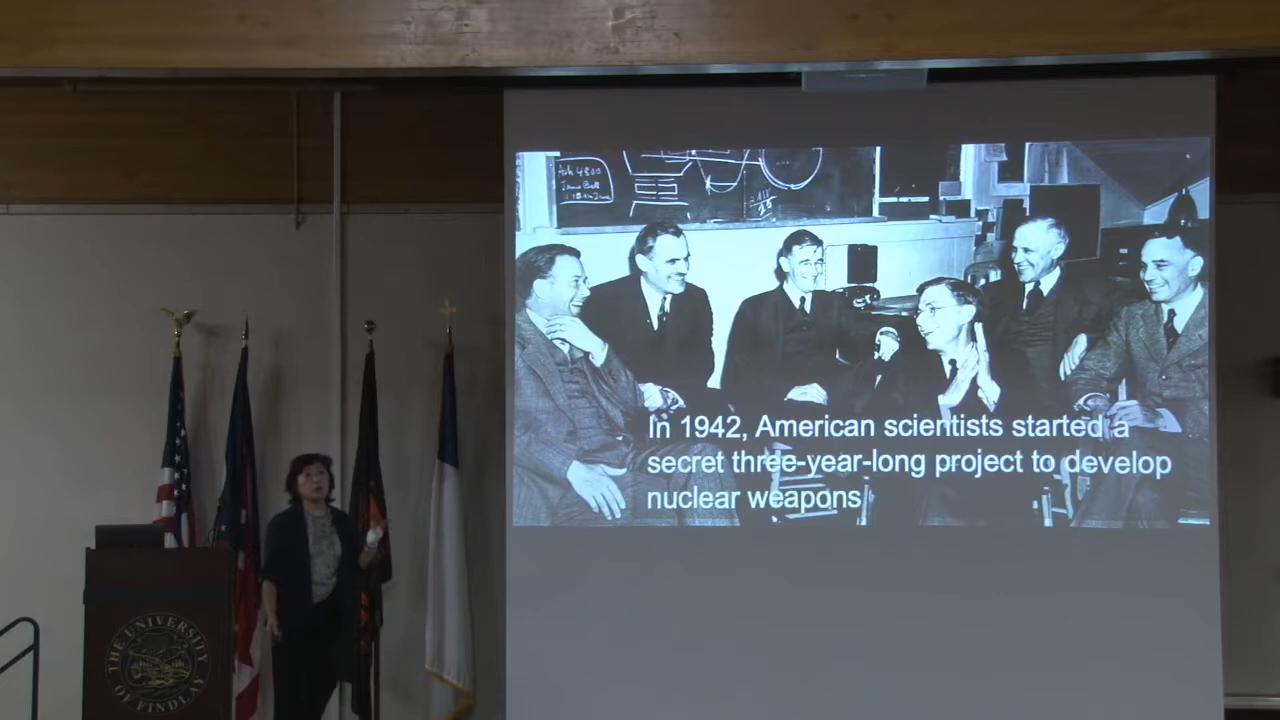 In 1942, American scientists started a
secret three-year-long project to develop
nuclear weapons
THE UNIVERSITY
OF FINDLAY